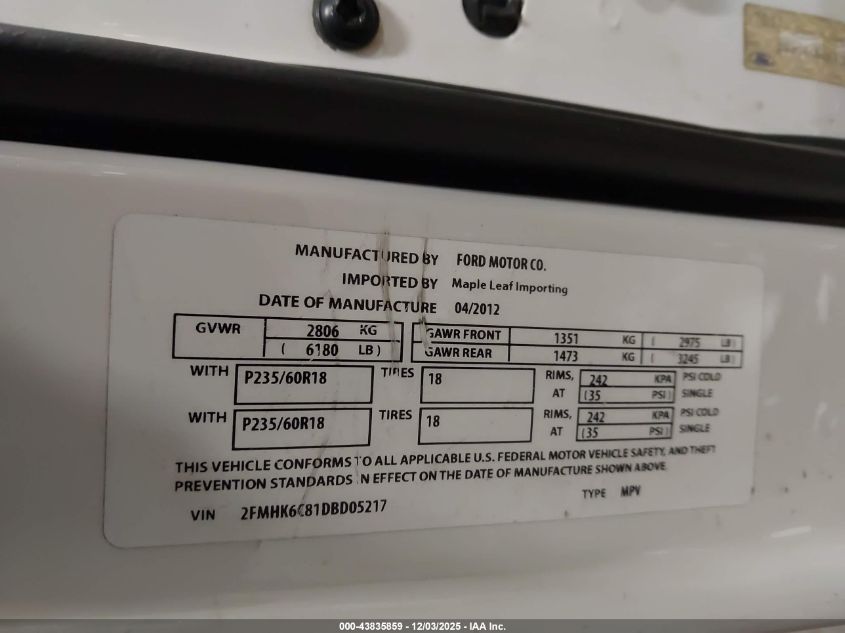 MANUFACTURED BY FORD MOTOR CO.
IMPORTED BY Maple Leaf Importing
DATE OF MANUFACTURE 04/2012
GVWR 2806 KG GAWR FRONT 1351 KG ( 2975 LB)
( 6180 LB ) GAWR REAR 1473 KG ( 3245 LB)
WITH P235/60R18 TIRES 18 RIMS, 242 KPA PSI COLD
AT (35 PSI) SINGLE
WITH P235/60R18 TIRES 18 RIMS, 242 KPA PSI COLD
AT (35 PSI) SINGLE
THIS VEHICLE CONFORMS TO ALL APPLICABLE U.S. FEDERAL MOTOR VEHICLE SAFETY, AND THEFT
PREVENTION STANDARDS IN EFFECT ON THE DATE OF MANUFACTURE SHOWN ABOVE.
VIN 2FMHK6C81DBD05217 TYPE MPV
000-43835859 - 12/03/2025 - IAA Inc.